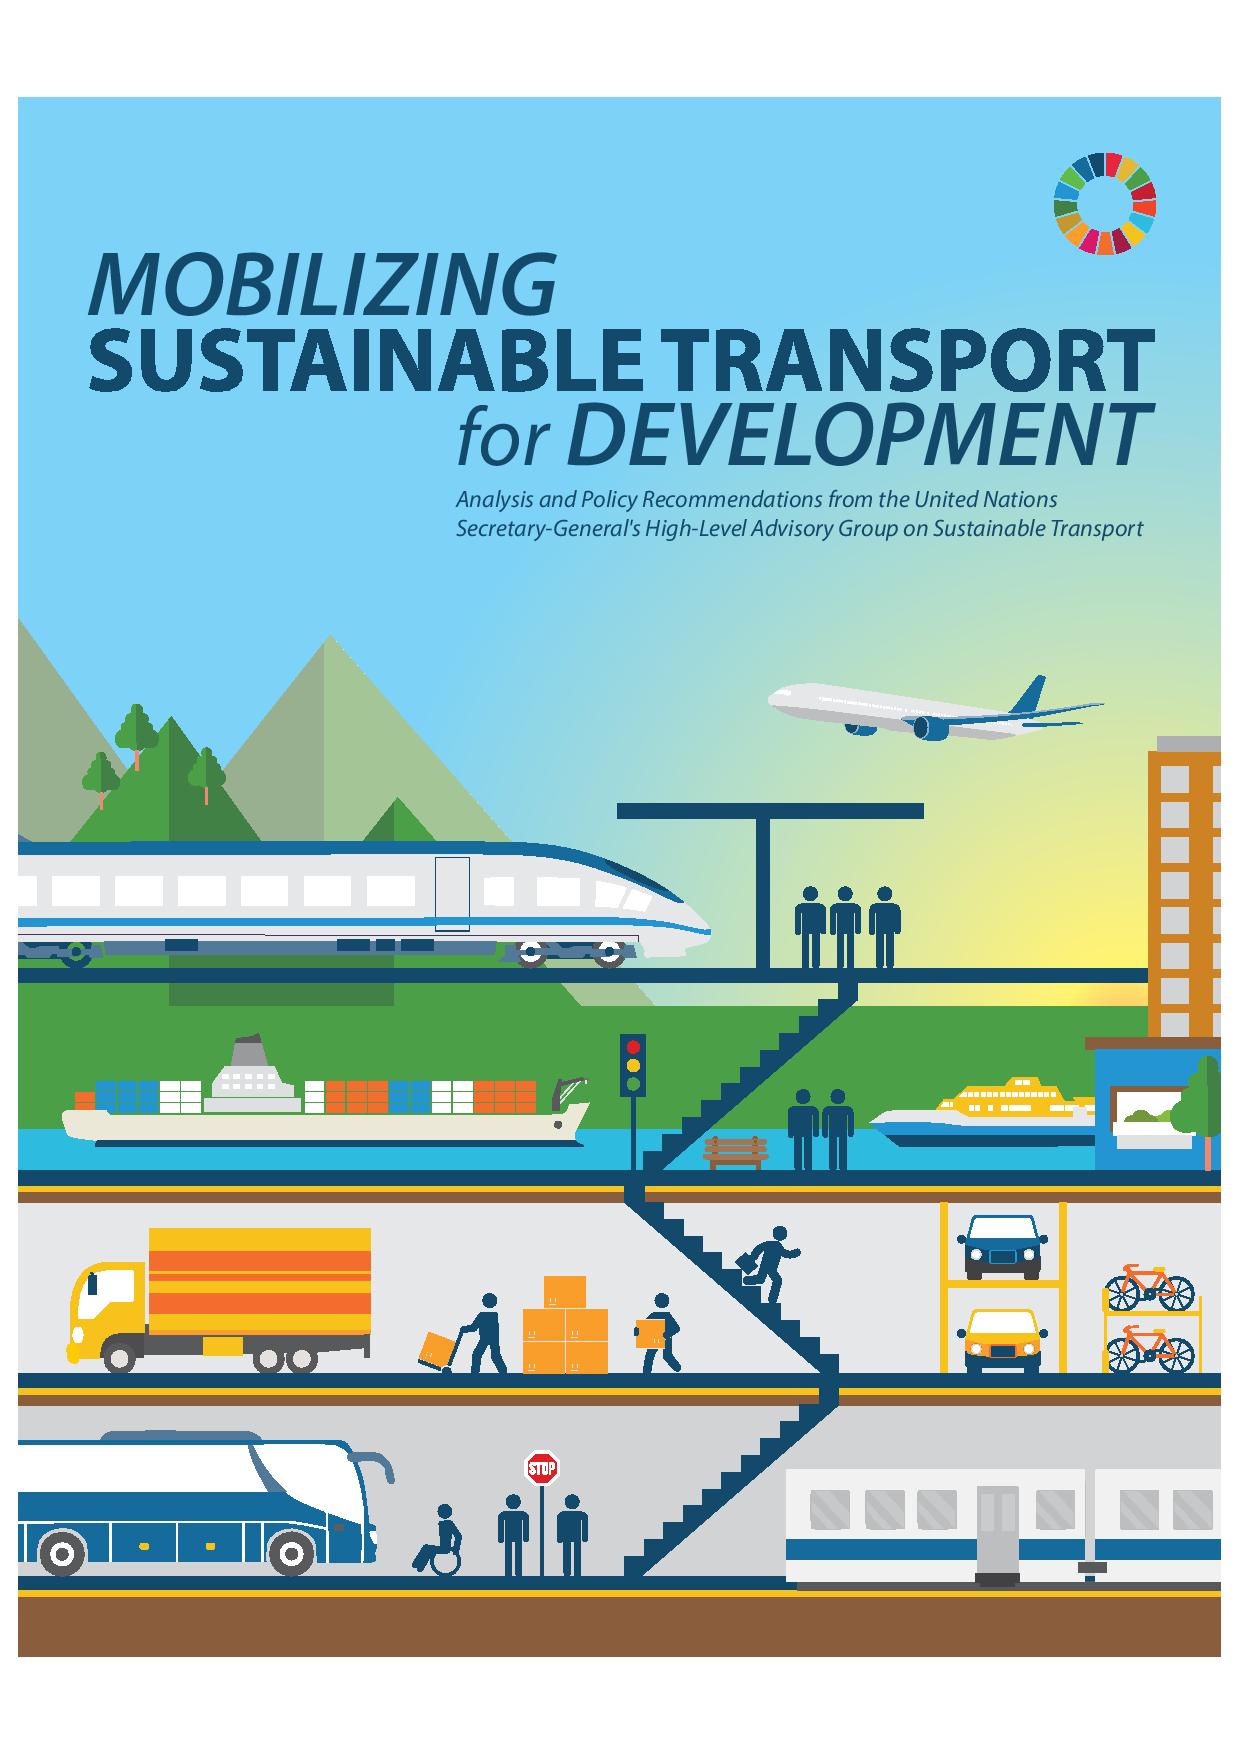 MOBILIZING
SUSTAINABLE TRANSPORT
for DEVELOPMENT
Analysis and Policy Recommendations from the United Nations
Secretary-General's High-Level Advisory Group on Sustainable Transport
STOP